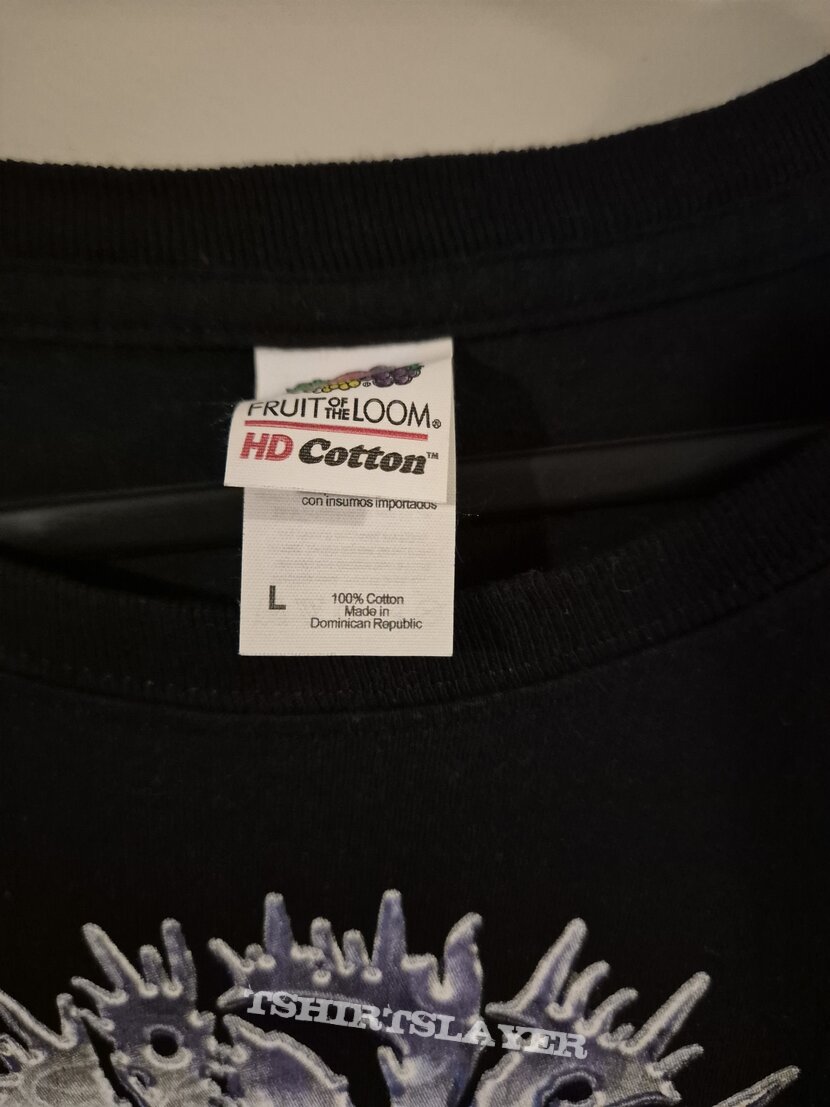 FRUIT OF THE LOOM®
HD Cotton™
con insumos importados
L
100% Cotton
Made in
Dominican Republic
TSHIRTSLAYER